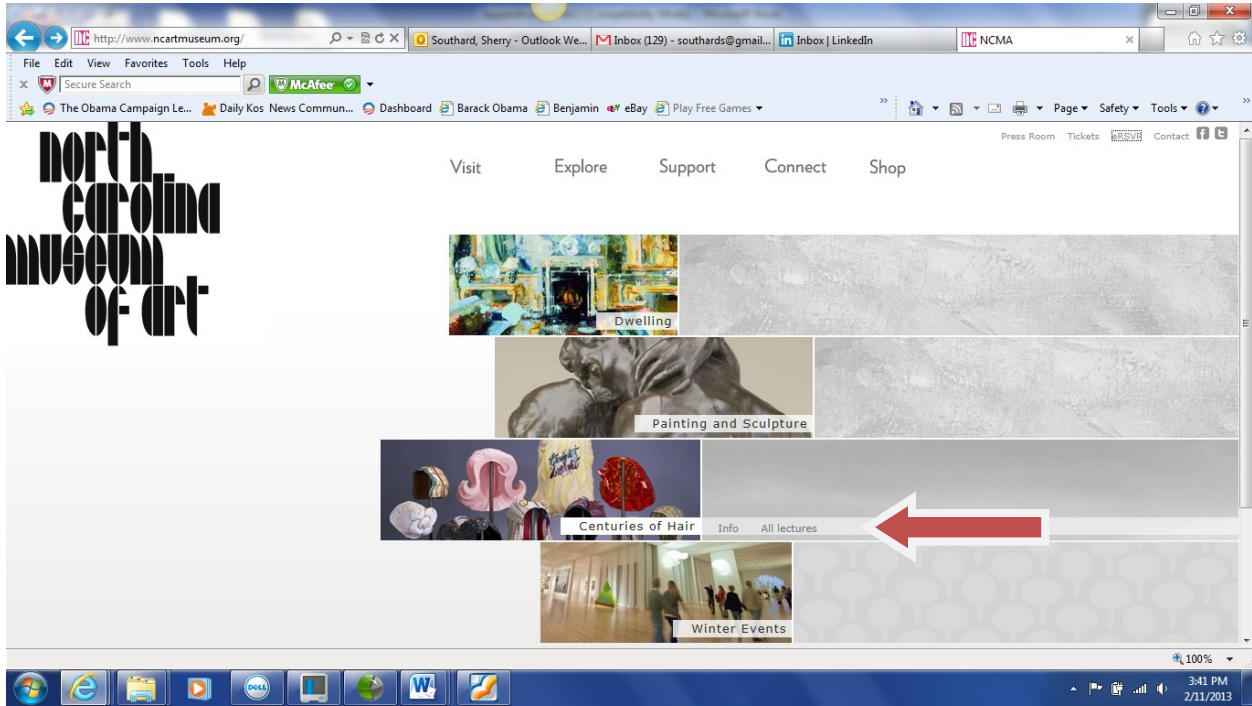 http://www.ncartmuseum.org/
Southard, Sherry - Outlook We...
Inbox (129) - southards@gmail...
Inbox | LinkedIn
NCMA
File Edit View Favorites Tools Help
Secure Search
McAfee
The Obama Campaign Le...
Daily Kos News Commun...
Dashboard
Barack Obama
Benjamin
eBay
Play Free Games
Page Safety Tools
Press Room Tickets eRSVP Contact
north
carolina
museum
of art
Visit Explore Support Connect Shop
Dwelling
Painting and Sculpture
Centuries of Hair Info All lectures
Winter Events
100%
DELL
3:41 PM
2/11/2013